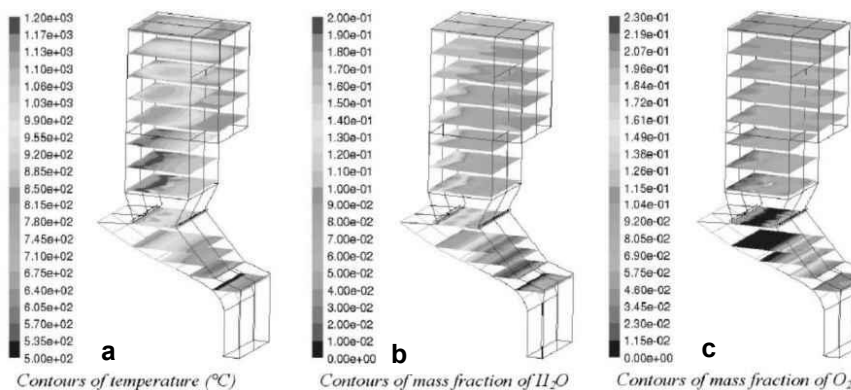 1.20e+03
1.17e+03
1.13e+03
1.10e+03
1.06e+03
1.03e+03
9.90e+02
9.55e+02
9.20e+02
8.85e+02
8.50e+02
8.15e+02
7.80e+02
7.45e+02
7.10e+02
6.75e+02
6.40e+02
6.05e+02
5.70e+02
5.35e+02
5.00e+02
a
Contours of temperature (°C)
2.00e-01
1.90e-01
1.80e-01
1.70e-01
1.60e-01
1.50e-01
1.40e-01
1.30e-01
1.20e-01
1.10e-01
1.00e-01
9.00e-02
8.00e-02
7.00e-02
6.00e-02
5.00e-02
4.00e-02
3.00e-02
2.00e-02
1.00e-02
0.00e+00
b
Contours of mass fraction of H₂O
2.30e-01
2.19e-01
2.07e-01
1.96e-01
1.84e-01
1.72e-01
1.61e-01
1.49e-01
1.38e-01
1.26e-01
1.15e-01
1.04e-01
9.20e-02
8.05e-02
6.90e-02
5.75e-02
4.60e-02
3.45e-02
2.30e-02
1.15e-02
0.00e+00
c
Contours of mass fraction of O₂